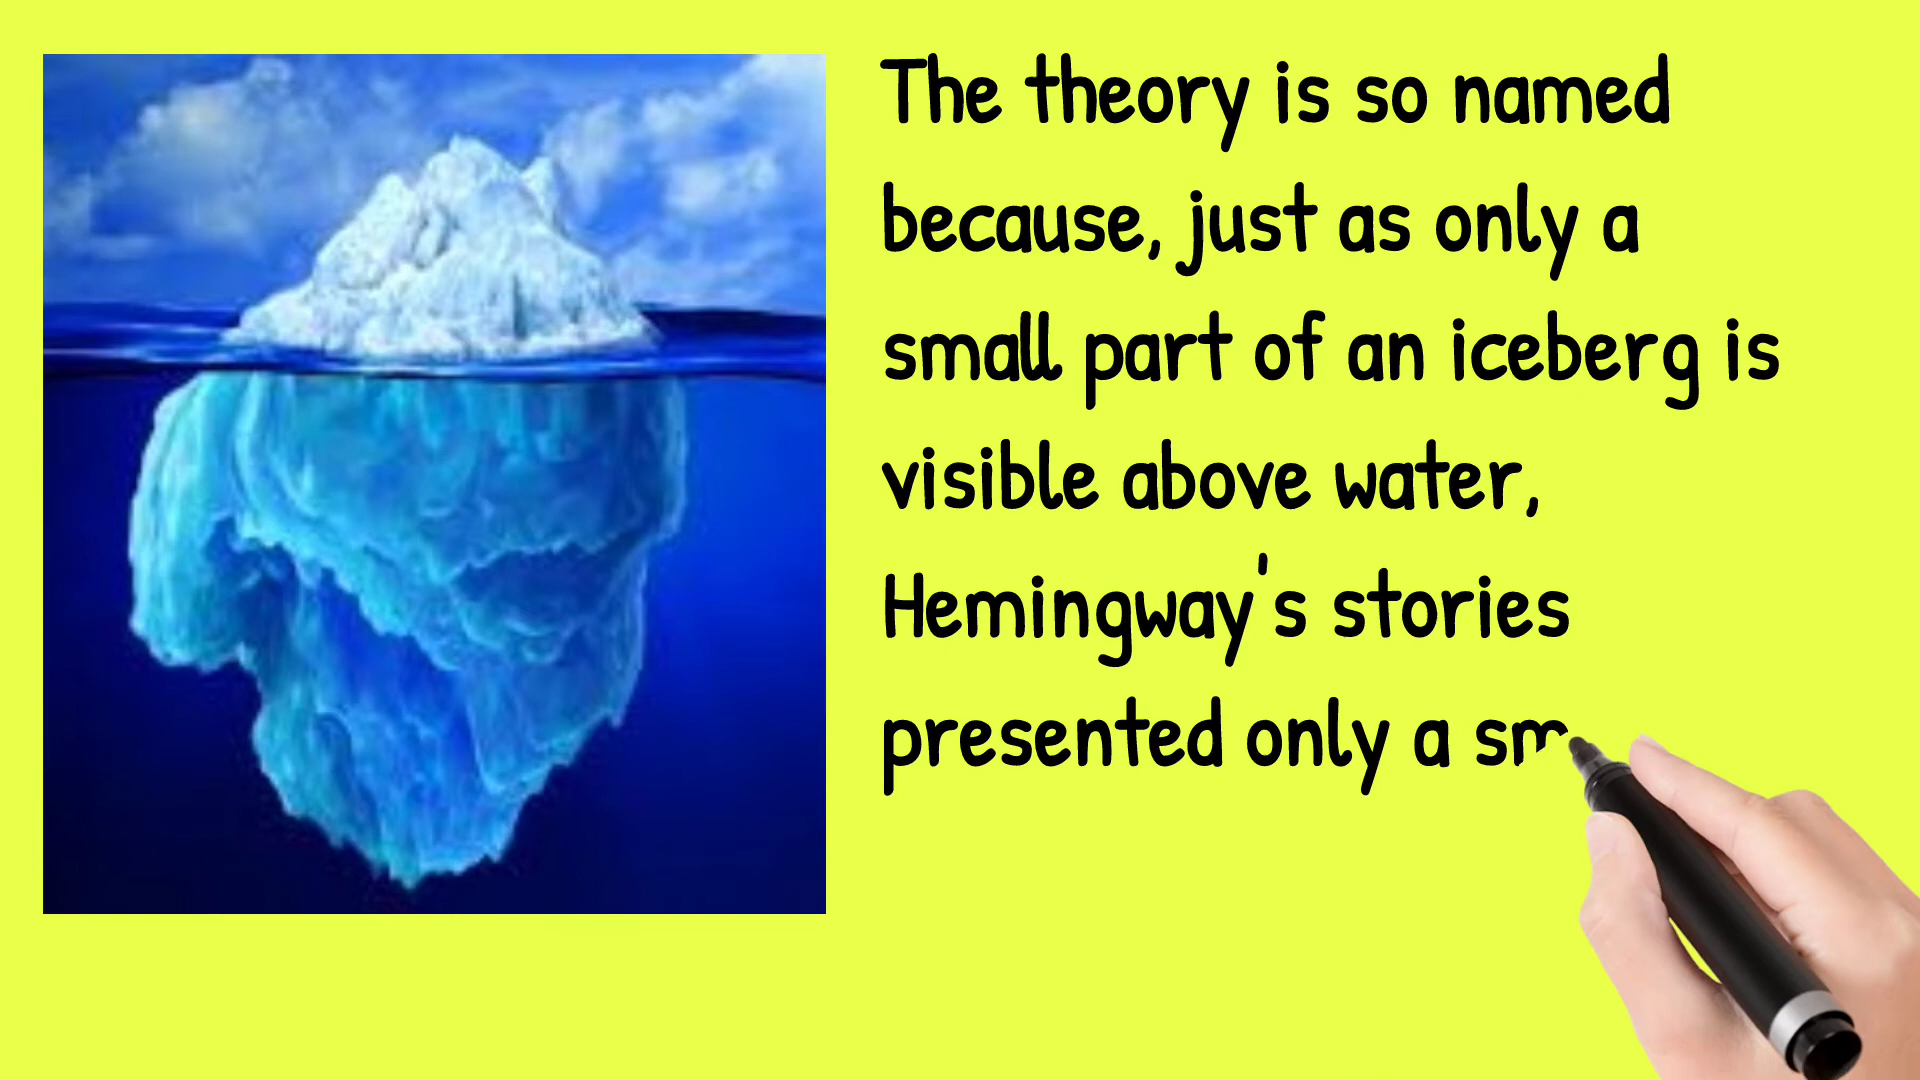 The theory is so named
because, just as only a
small part of an iceberg is
visible above water,
Hemingway's stories
presented only a sm